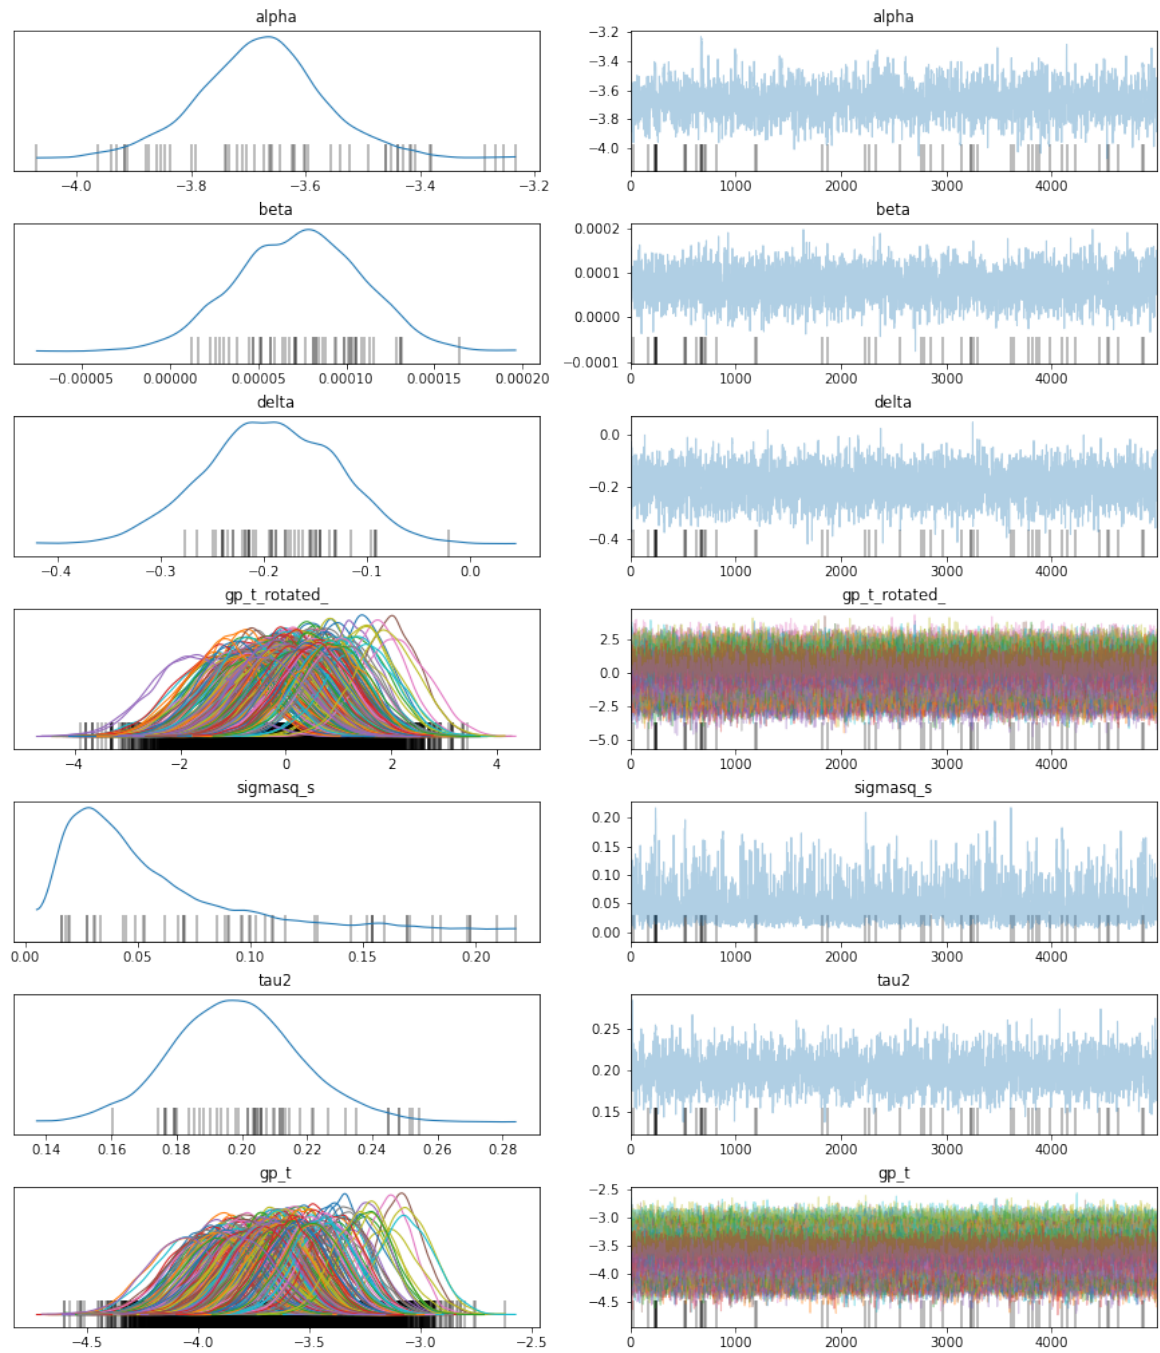 alpha alpha
−3.2
−3.4
−3.6
−3.8
−4.0
−4.0 −3.8 −3.6 −3.4 −3.2 0 1000 2000 3000 4000
beta beta
0.0002
0.0001
0.0000
−0.0001
−0.00005 0.00000 0.00005 0.00010 0.00015 0.00020 0 1000 2000 3000 4000
delta delta
0.0
−0.2
−0.4
−0.4 −0.3 −0.2 −0.1 0.0 0 1000 2000 3000 4000
gp_t_rotated_ gp_t_rotated_
2.5
0.0
−2.5
−5.0
−4 −2 0 2 4 0 1000 2000 3000 4000
sigmasq_s sigmasq_s
0.20
0.15
0.10
0.05
0.00
0.00 0.05 0.10 0.15 0.20 0 1000 2000 3000 4000
tau2 tau2
0.25
0.20
0.15
0.14 0.16 0.18 0.20 0.22 0.24 0.26 0.28 0 1000 2000 3000 4000
gp_t gp_t
−2.5
−3.0
−3.5
−4.0
−4.5
−4.5 −4.0 −3.5 −3.0 −2.5 0 1000 2000 3000 4000